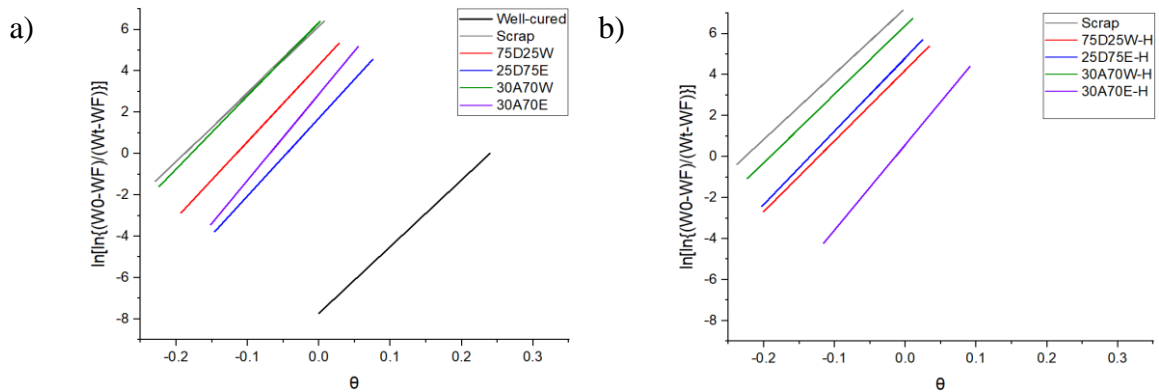 a)
ln[ln{(W0-WF)/(Wt-WF))]
6
4
2
0
-2
-4
-6
-8
-0.2
-0.1
0.0
0.1
0.2
0.3
θ
Well-cured
Scrap
75D25W
25D75E
30A70W
30A70E
b)
ln[ln{(W0-WF)/(Wt-WF))]
6
4
2
0
-2
-4
-6
-8
-0.2
-0.1
0.0
0.1
0.2
0.3
θ
Scrap
75D25W-H
25D75E-H
30A70W-H
30A70E-H